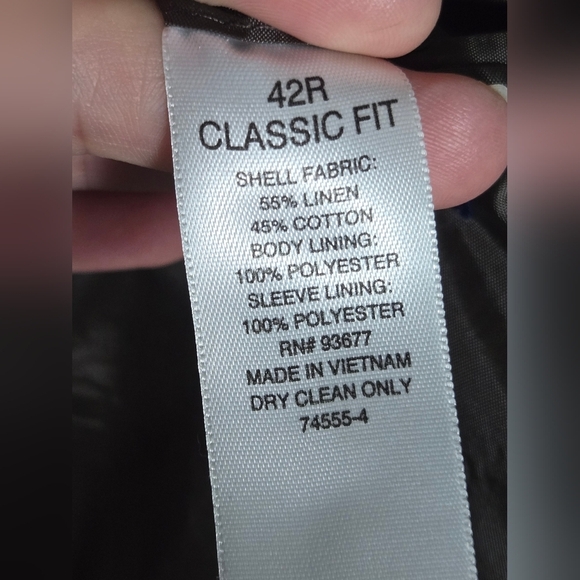 42R
CLASSIC FIT
SHELL FABRIC:
55% LINEN
45% COTTON
BODY LINING:
100% POLYESTER
SLEEVE LINING:
100% POLYESTER
RN# 93677
MADE IN VIETNAM
DRY CLEAN ONLY
74555-4